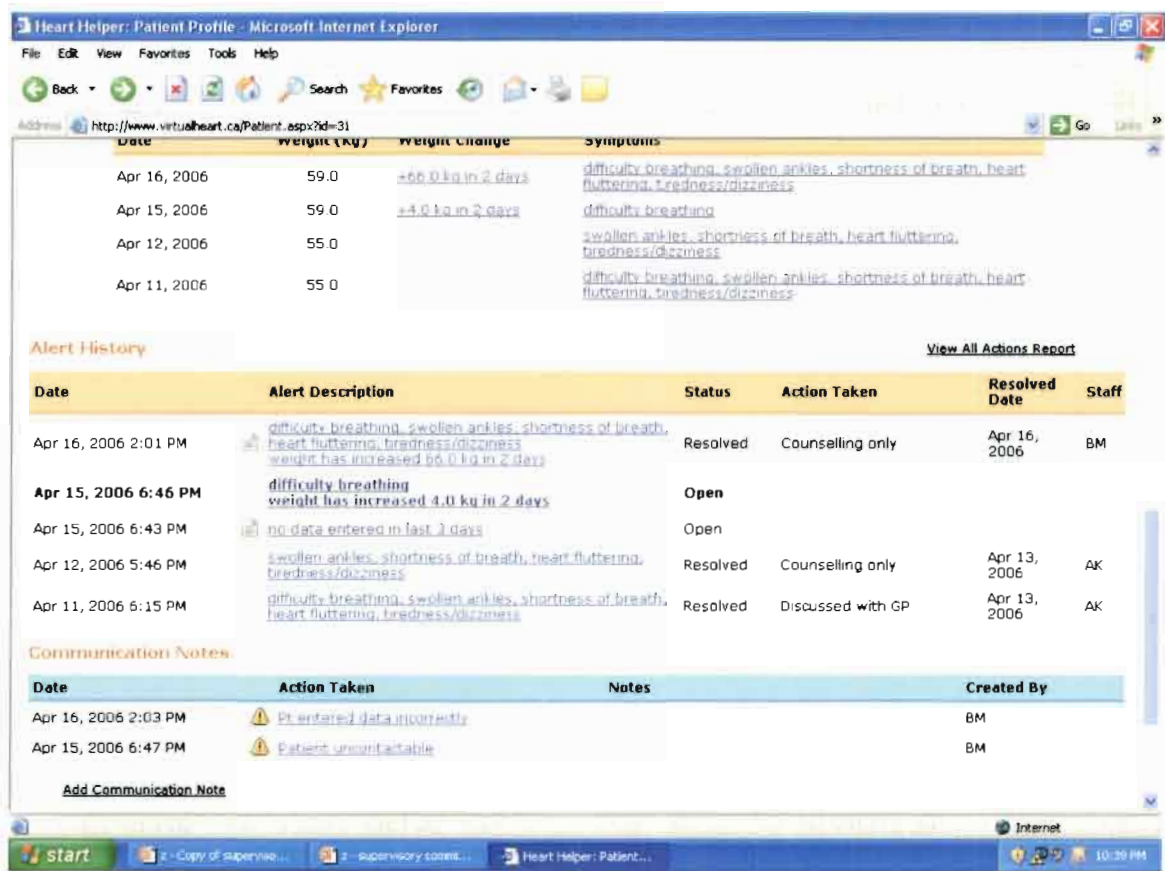 Heart Helper: Patient Profile - Microsoft Internet Explorer
File Edit View Favorites Tools Help
Back Search Favorites
Address http://www.virtualheart.ca/Patient.aspx?id=31 Go Links »
Date Weight (Kg) Weight Change Symptoms
Apr 16, 2006 59.0 +66.0 kg in 2 days difficulty breathing, swollen ankles, shortness of breath, heart
fluttering, tiredness/dizziness
Apr 15, 2006 59.0 +4.0 kg in 2 days difficulty breathing
Apr 12, 2006 55.0 swollen ankles, shortness of breath, heart fluttering,
tiredness/dizziness
Apr 11, 2006 55.0 difficulty breathing, swollen ankles, shortness of breath, heart
fluttering, tiredness/dizziness
Alert History View All Actions Report
Date Alert Description Status Action Taken Resolved Date Staff
Apr 16, 2006 2:01 PM difficulty breathing, swollen ankles, shortness of breath,
heart fluttering, tiredness/dizziness Resolved Counselling only Apr 16, 2006 BM
weight has increased 66.0 kg in 2 days
Apr 15, 2006 6:46 PM difficulty breathing
weight has increased 4.0 kg in 2 days Open
Apr 15, 2006 6:43 PM no data entered in last days Open
Apr 12, 2006 5:46 PM swollen ankles, shortness of breath, heart fluttering,
tiredness/dizziness Resolved Counselling only Apr 13, 2006 AK
Apr 11, 2006 6:15 PM difficulty breathing, swollen ankles, shortness of breath,
heart fluttering, tiredness/dizziness Resolved Discussed with GP Apr 13, 2006 AK
Communication Notes
Date Action Taken Notes Created By
Apr 16, 2006 2:03 PM Pt entered data incorrectly BM
Apr 15, 2006 6:47 PM Patient uncontactable BM
Add Communication Note
Internet
start z - Copy of superviso... z - supervisory comm... Heart Helper: Patient... 10:39 PM